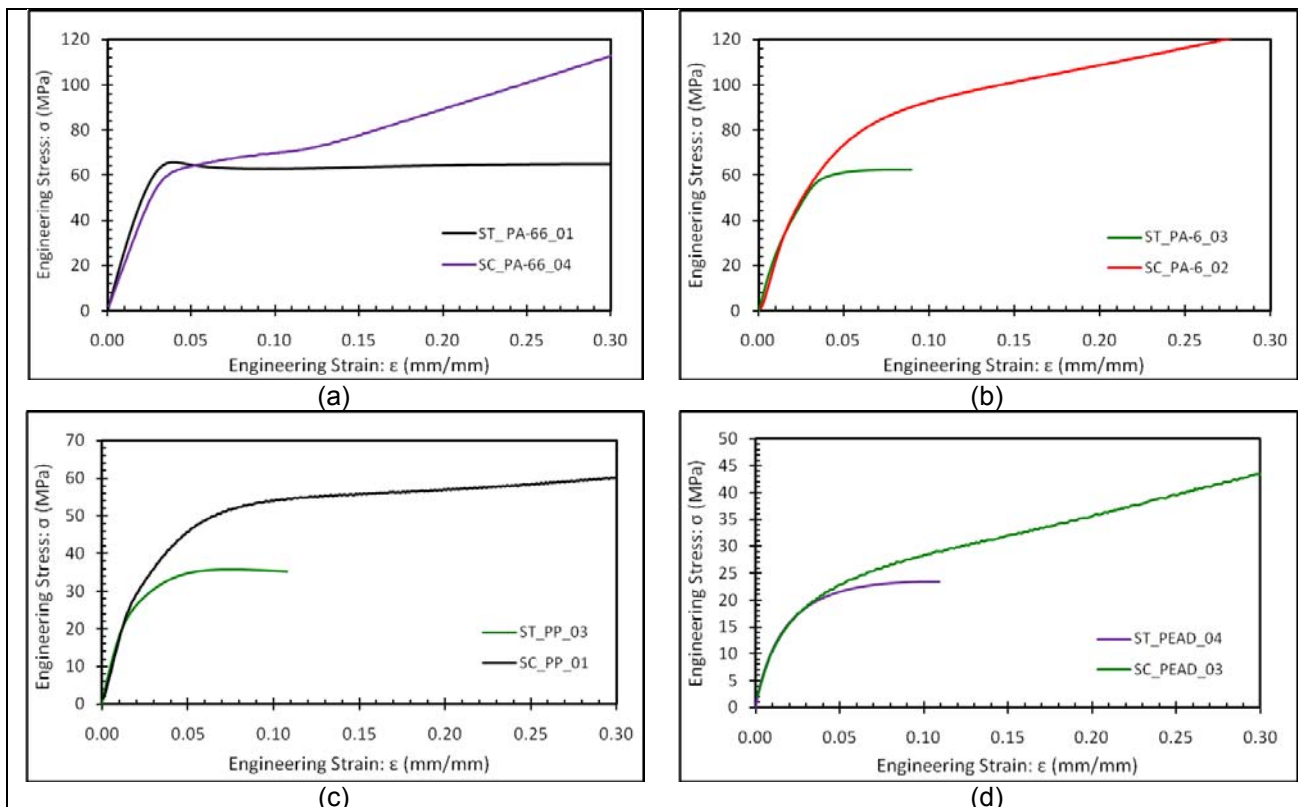 120
100
80
60
40
20
0
Engineering Stress: σ (MPa)
ST_ PA-66_01
SC_PA-66_04
0.00 0.05 0.10 0.15 0.20 0.25 0.30
Engineering Strain: ε (mm/mm)
(a)
120
100
80
60
40
20
0
Engineering Stress: σ (MPa)
ST_PA-6_03
SC_PA-6_02
0.00 0.05 0.10 0.15 0.20 0.25 0.30
Engineering Strain: ε (mm/mm)
(b)
70
60
50
40
30
20
10
0
Engineering Stress: σ (MPa)
ST_PP_03
SC_PP_01
0.00 0.05 0.10 0.15 0.20 0.25 0.30
Engineering Strain: ε (mm/mm)
(c)
50
45
40
35
30
25
20
15
10
5
0
Engineering Stress: σ (MPa)
ST_PEAD_04
SC_PEAD_03
0.00 0.05 0.10 0.15 0.20 0.25 0.30
Engineering Strain: ε (mm/mm)
(d)